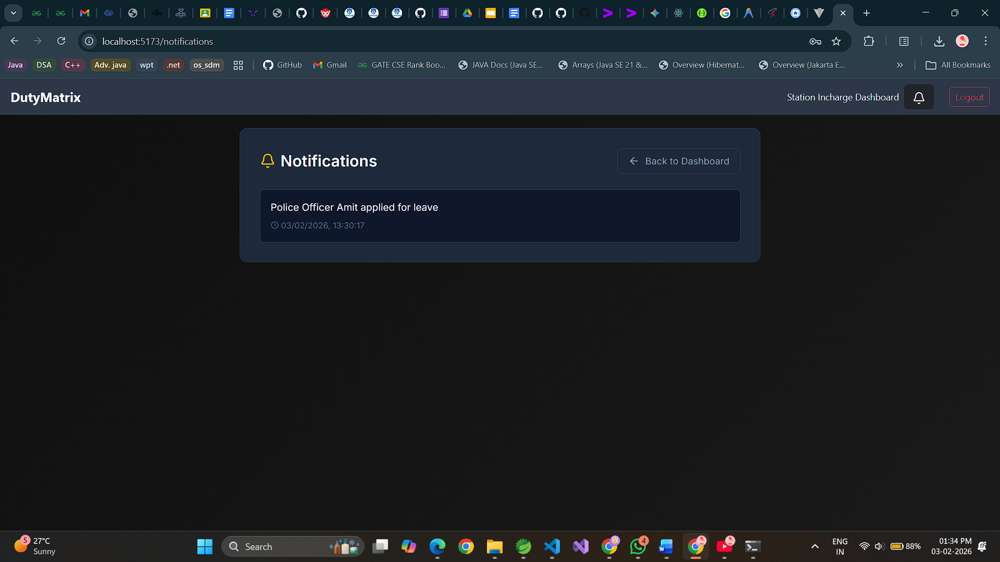 localhost:5173/notifications
Java
DSA
C++
Adv. java
wpt
.net
os_sdm
GitHub
Gmail
GATE CSE Rank Boo...
JAVA Docs (Java SE...
Arrays (Java SE 21 &...
Overview (Hibernat...
Overview (Jakarta E...
All Bookmarks
DutyMatrix
Station Incharge Dashboard
Logout
Notifications
Back to Dashboard
Police Officer Amit applied for leave
03/02/2026, 13:30:17
5
27°C
Sunny
Search
4
ENG
IN
88%
01:34 PM
03-02-2026